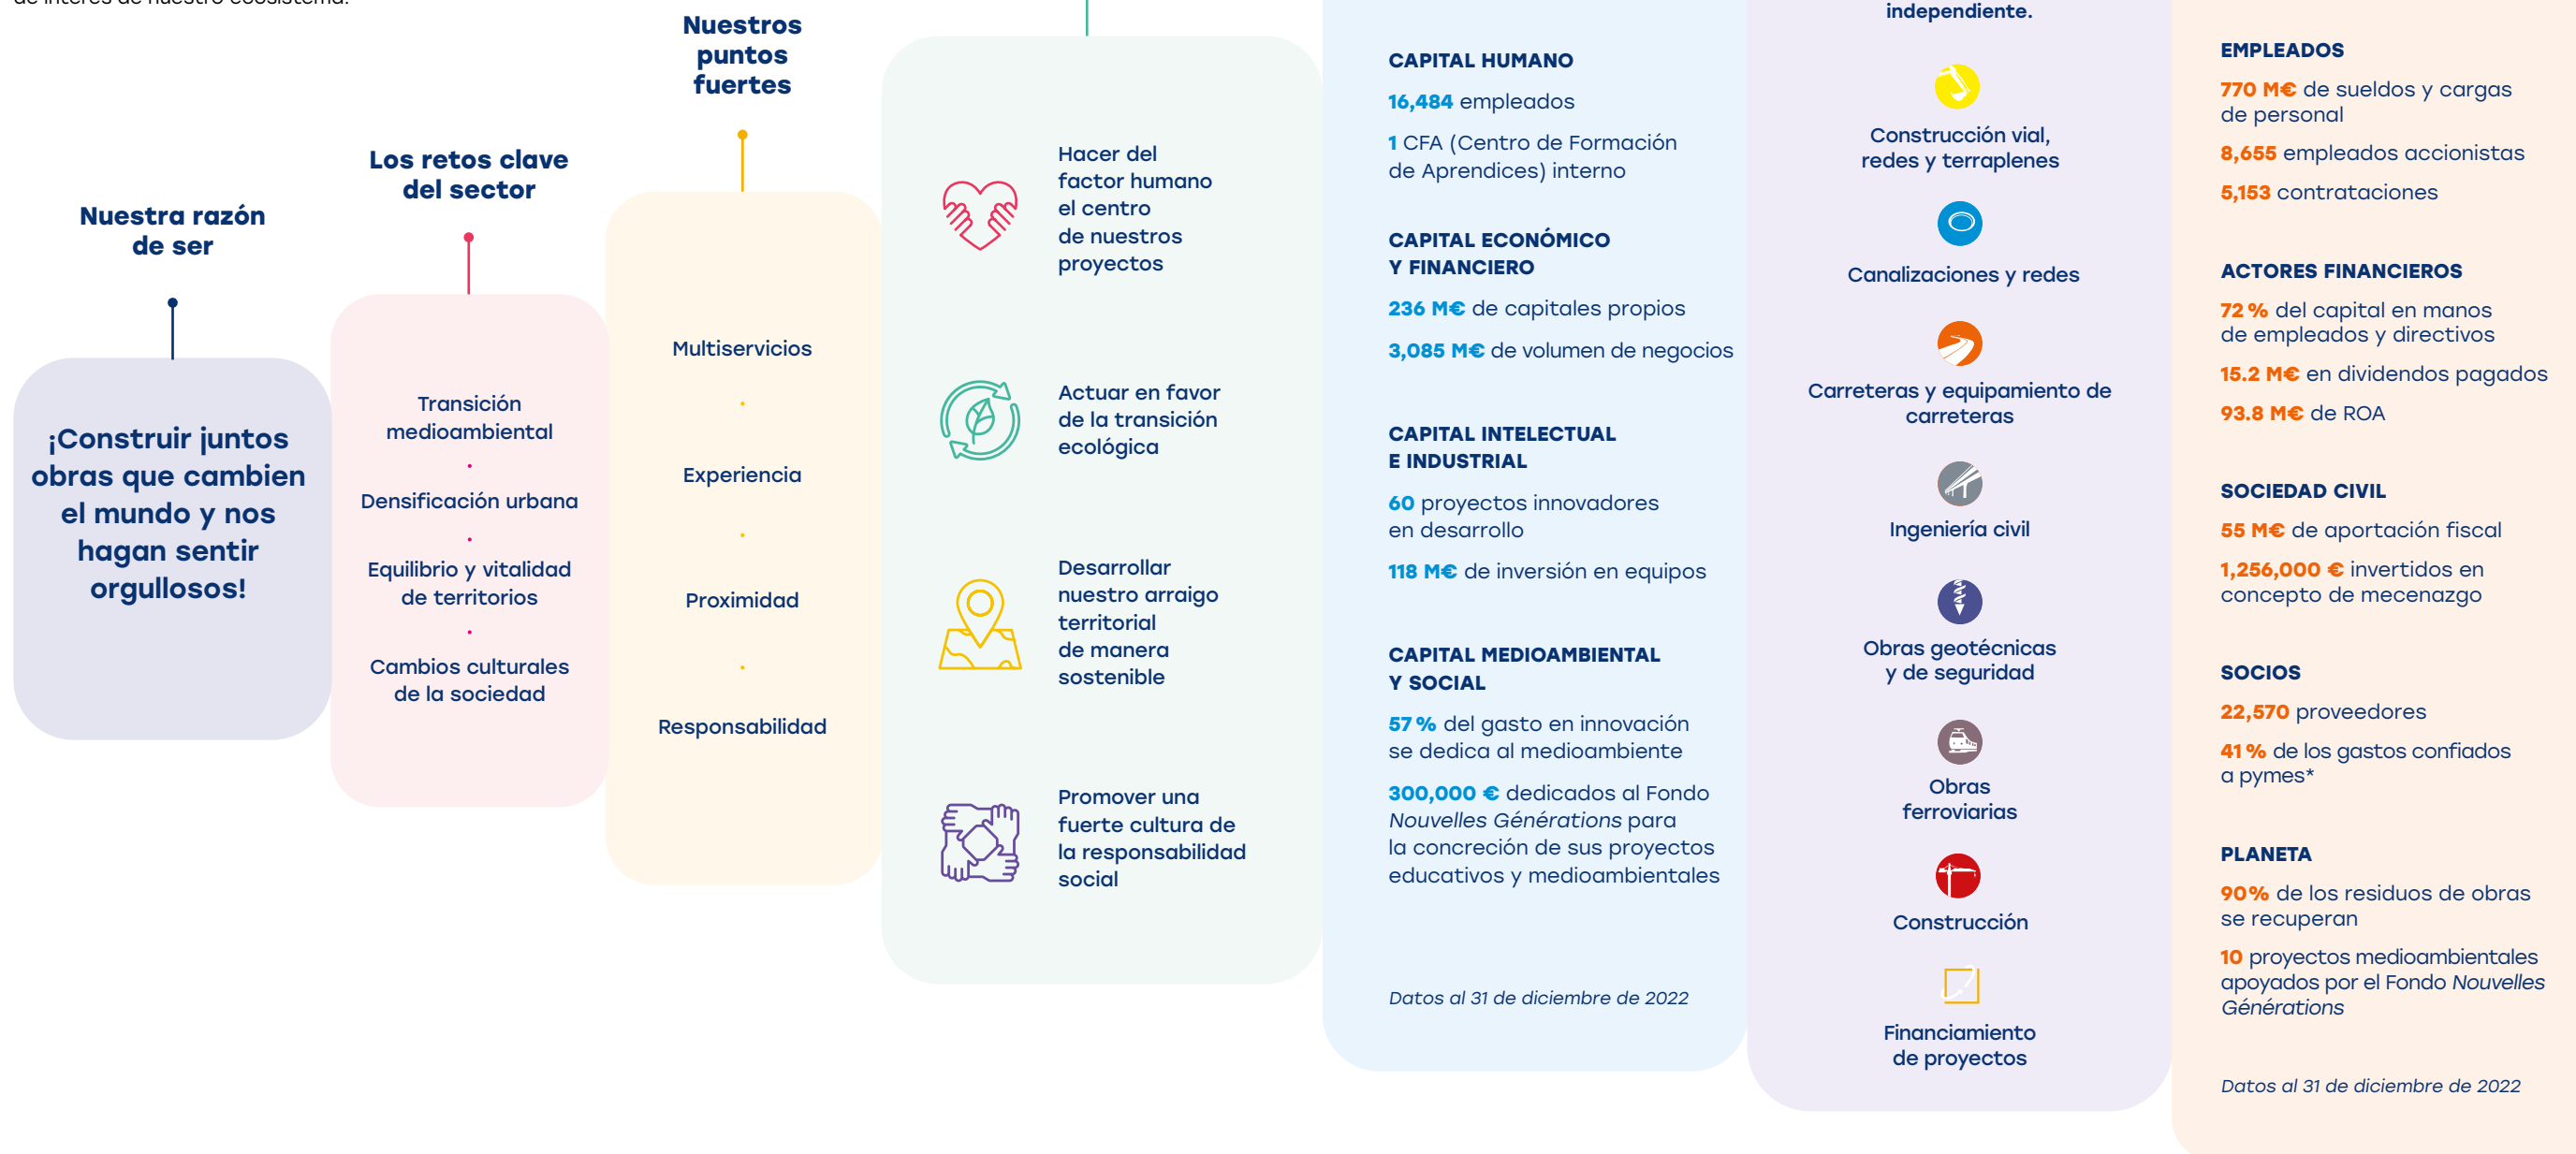 de interés de nuestro ecosistema.
Nuestra razón
de ser
¡Construir juntos
obras que cambien
el mundo y nos
hagan sentir
orgullosos!
Los retos clave
del sector
Transición
medioambiental
·
Densificación urbana
·
Equilibrio y vitalidad
de territorios
·
Cambios culturales
de la sociedad
Nuestros
puntos
fuertes
Multiservicios
·
Experiencia
·
Proximidad
·
Responsabilidad
Hacer del
factor humano
el centro
de nuestros
proyectos
Actuar en favor
de la transición
ecológica
Desarrollar
nuestro arraigo
territorial
de manera
sostenible
Promover una
fuerte cultura de
la responsabilidad
social
CAPITAL HUMANO
16,484 empleados
1 CFA (Centro de Formación
de Aprendices) interno
CAPITAL ECONÓMICO
Y FINANCIERO
236 M€ de capitales propios
3,085 M€ de volumen de negocios
CAPITAL INTELECTUAL
E INDUSTRIAL
60 proyectos innovadores
en desarrollo
118 M€ de inversión en equipos
CAPITAL MEDIOAMBIENTAL
Y SOCIAL
57 % del gasto en innovación
se dedica al medioambiente
300,000 € dedicados al Fondo
Nouvelles Générations para
la concreción de sus proyectos
educativos y medioambientales
Datos al 31 de diciembre de 2022
independiente.
Construcción vial,
redes y terraplenes
Canalizaciones y redes
Carreteras y equipamiento de
carreteras
Ingeniería civil
Obras geotécnicas
y de seguridad
Obras
ferroviarias
Construcción
Financiamiento
de proyectos
EMPLEADOS
770 M€ de sueldos y cargas
de personal
8,655 empleados accionistas
5,153 contrataciones
ACTORES FINANCIEROS
72 % del capital en manos
de empleados y directivos
15.2 M€ en dividendos pagados
93.8 M€ de ROA
SOCIEDAD CIVIL
55 M€ de aportación fiscal
1,256,000 € invertidos en
concepto de mecenazgo
SOCIOS
22,570 proveedores
41 % de los gastos confiados
a pymes*
PLANETA
90% de los residuos de obras
se recuperan
10 proyectos medioambientales
apoyados por el Fondo Nouvelles
Générations
Datos al 31 de diciembre de 2022